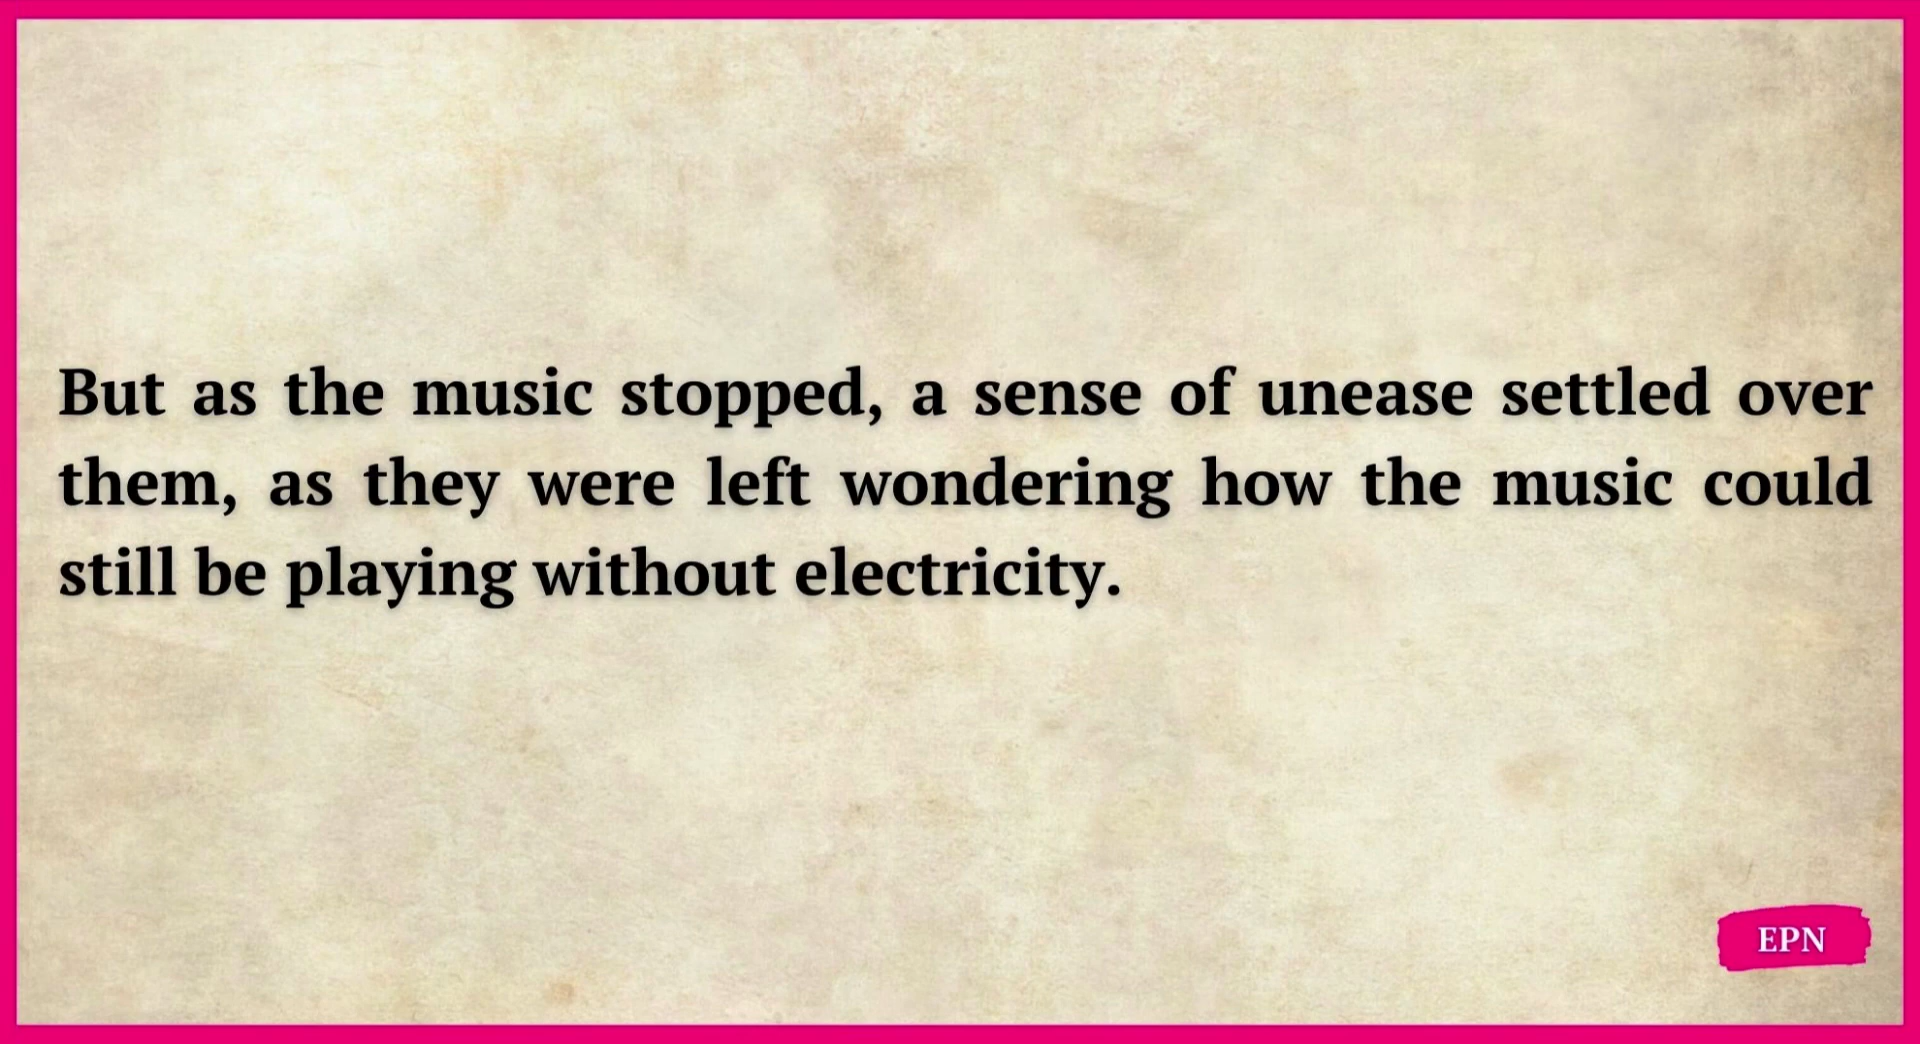 But as the music stopped, a sense of unease settled over
them, as they were left wondering how the music could
still be playing without electricity.
EPN